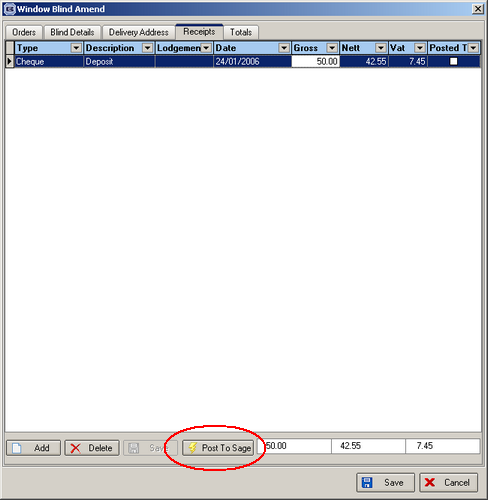 Window Blind Amend
Orders Blind Details Delivery Address Receipts Totals
Type Description Lodgemen Date Gross Nett Vat Posted T
Cheque Deposit 24/01/2006 50.00 42.55 7.45
Add Delete Save Post To Sage 50.00 42.55 7.45
Save Cancel